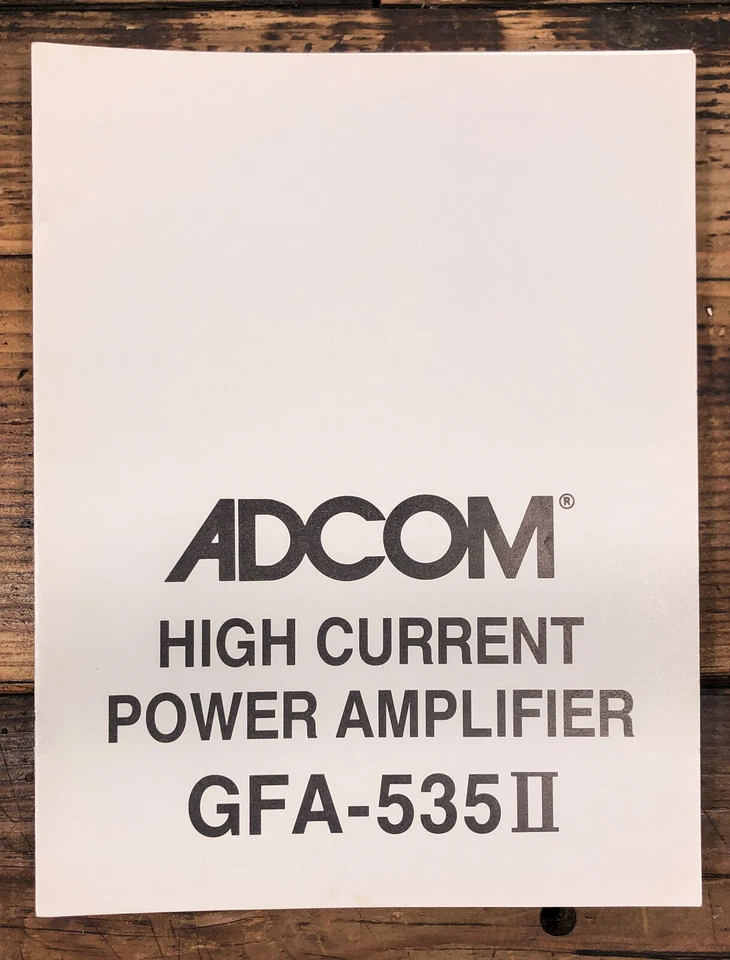 ADCOM®
HIGH CURRENT
POWER AMPLIFIER
GFA-535II